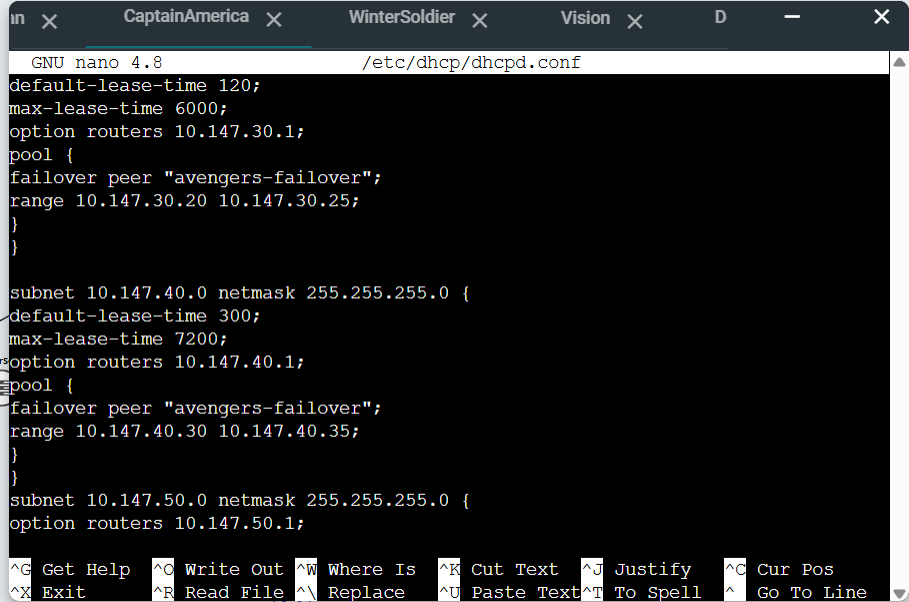 an × CaptainAmerica × WinterSoldier × Vision × D
GNU nano 4.8 /etc/dhcp/dhcpd.conf
default-lease-time 120;
max-lease-time 6000;
option routers 10.147.30.1;
pool {
failover peer "avengers-failover";
range 10.147.30.20 10.147.30.25;
}
}
subnet 10.147.40.0 netmask 255.255.255.0 {
default-lease-time 300;
max-lease-time 7200;
option routers 10.147.40.1;
pool {
failover peer "avengers-failover";
range 10.147.40.30 10.147.40.35;
}
}
subnet 10.147.50.0 netmask 255.255.255.0 {
option routers 10.147.50.1;
^G Get Help ^O Write Out ^W Where Is ^K Cut Text ^J Justify ^C Cur Pos
^X Exit ^R Read File ^\ Replace ^U Paste Text ^T To Spell ^_ Go To Line